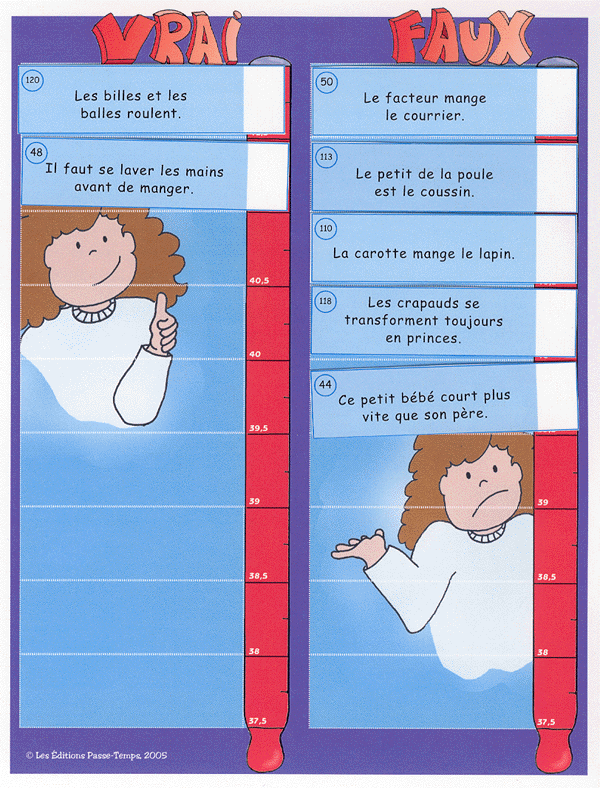 VRAI
120
Les billes et les
balles roulent.
48
Il faut se laver les mains
avant de manger.
40,5
40
39,5
39
38,5
38
37,5
© Les Éditions Passe-Temps, 2005
FAUX
50
Le facteur mange
le courrier.
113
Le petit de la poule
est le coussin.
110
La carotte mange le lapin.
118
Les crapauds se
transforment toujours
en princes.
44
Ce petit bébé court plus
vite que son père.
39
38,5
38
37,5